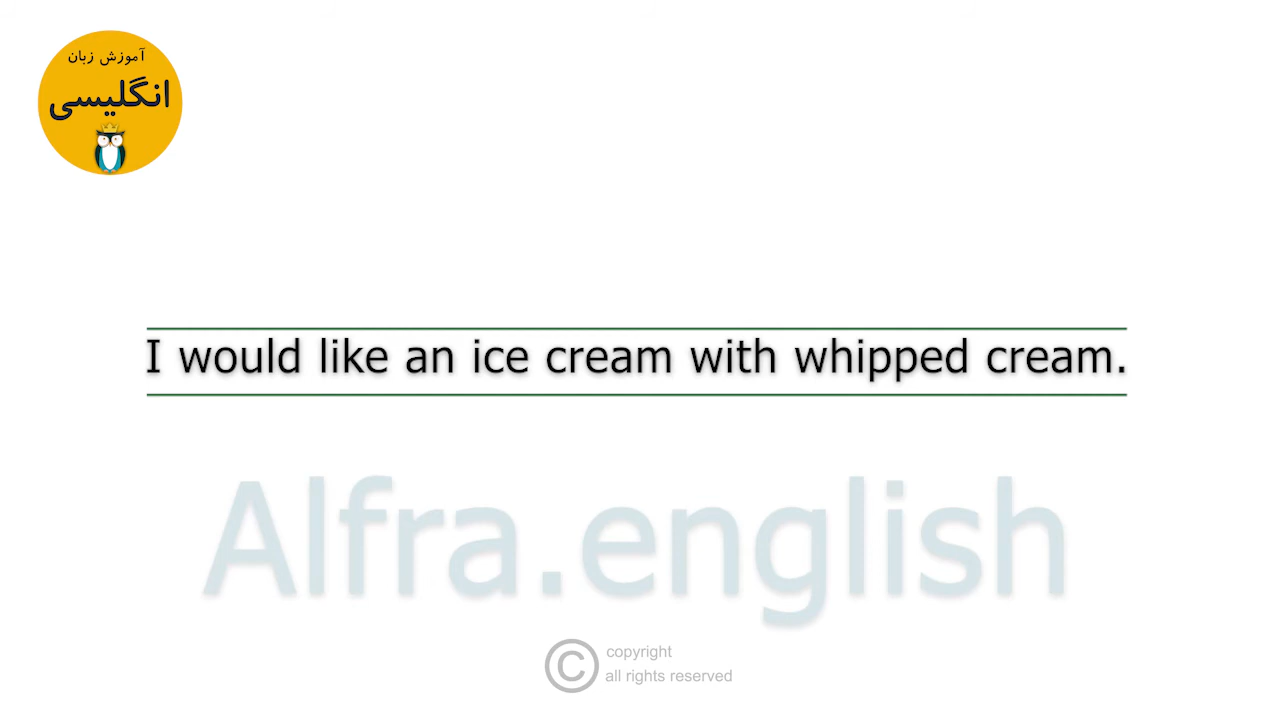 آموزش زبان
انگلیسی
I would like an ice cream with whipped cream.
Alfra.english
© copyright
all rights reserved